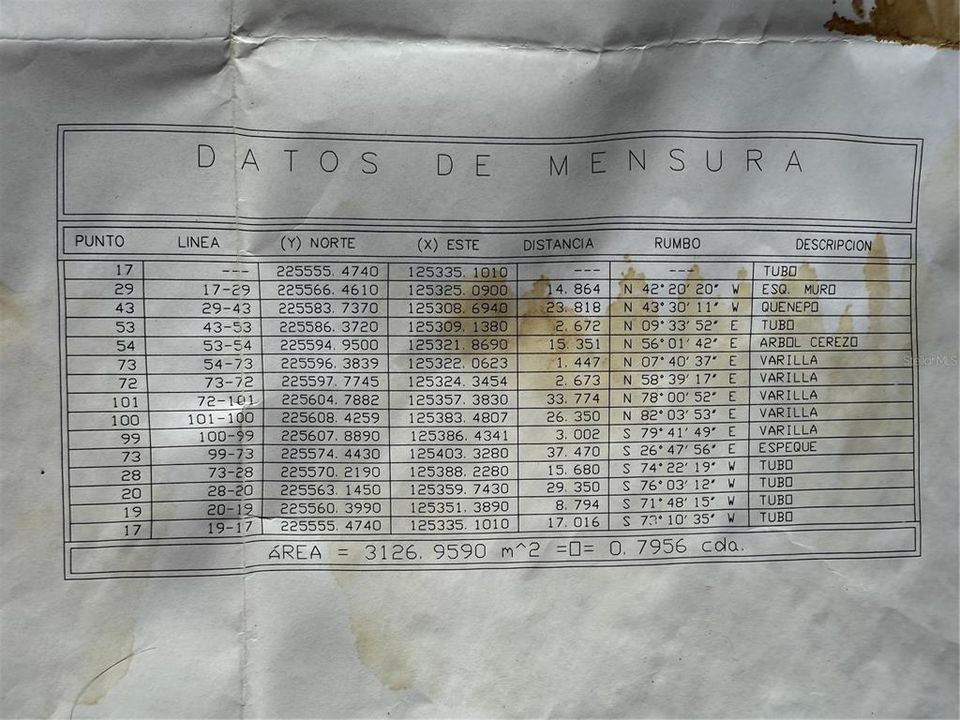 DATOS DE MENSURA
PUNTO LINEA (Y) NORTE (X) ESTE DISTANCIA RUMBO DESCRIPCION
17 --- 225555.4740 125335.1010 --- --- TUBO
29 17-29 225566.4610 125325.0900 14.864 N 42°20'20" W ESQ. MURO
43 29-43 225583.7370 125308.6940 23.818 N 43°30'11" W QUENEPO
53 43-53 225586.3720 125309.1380 2.672 N 09°33'52" E TUBO
54 53-54 225594.9500 125321.8690 15.351 N 56°01'42" E ARBOL CEREZO
73 54-73 225596.3839 125322.0623 1.447 N 07°40'37" E VARILLA
72 73-72 225597.7745 125324.3454 2.673 N 58°39'17" E VARILLA
101 72-101 225604.7882 125357.3830 33.774 N 78°00'52" E VARILLA
100 101-100 225608.4259 125383.4807 26.350 N 82°03'53" E VARILLA
99 100-99 225607.8890 125386.4341 3.002 S 79°41'49" E VARILLA
73 99-73 225574.4430 125403.3280 37.470 S 26°47'56" E ESPEQUE
28 73-28 225570.2190 125388.2280 15.680 S 74°22'19" W TUBO
20 28-20 225563.1450 125359.7430 29.350 S 76°03'12" W TUBO
19 20-19 225560.3990 125351.3890 8.794 S 71°48'15" W TUBO
17 19-17 225555.4740 125335.1010 17.016 S 73°10'35" W TUBO
ÁREA = 3126.9590 m^2 =O= 0.7956 cda.
Stellar MLS